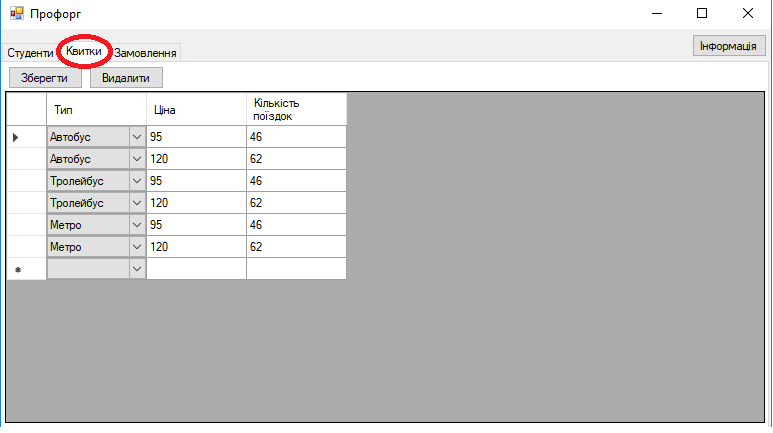 Профорг
Студенти Квитки Замовлення Інформація
Зберегти Видалити
Тип Ціна Кількість
поїздок
Автобус 95 46
Автобус 120 62
Тролейбус 95 46
Тролейбус 120 62
Метро 95 46
Метро 120 62